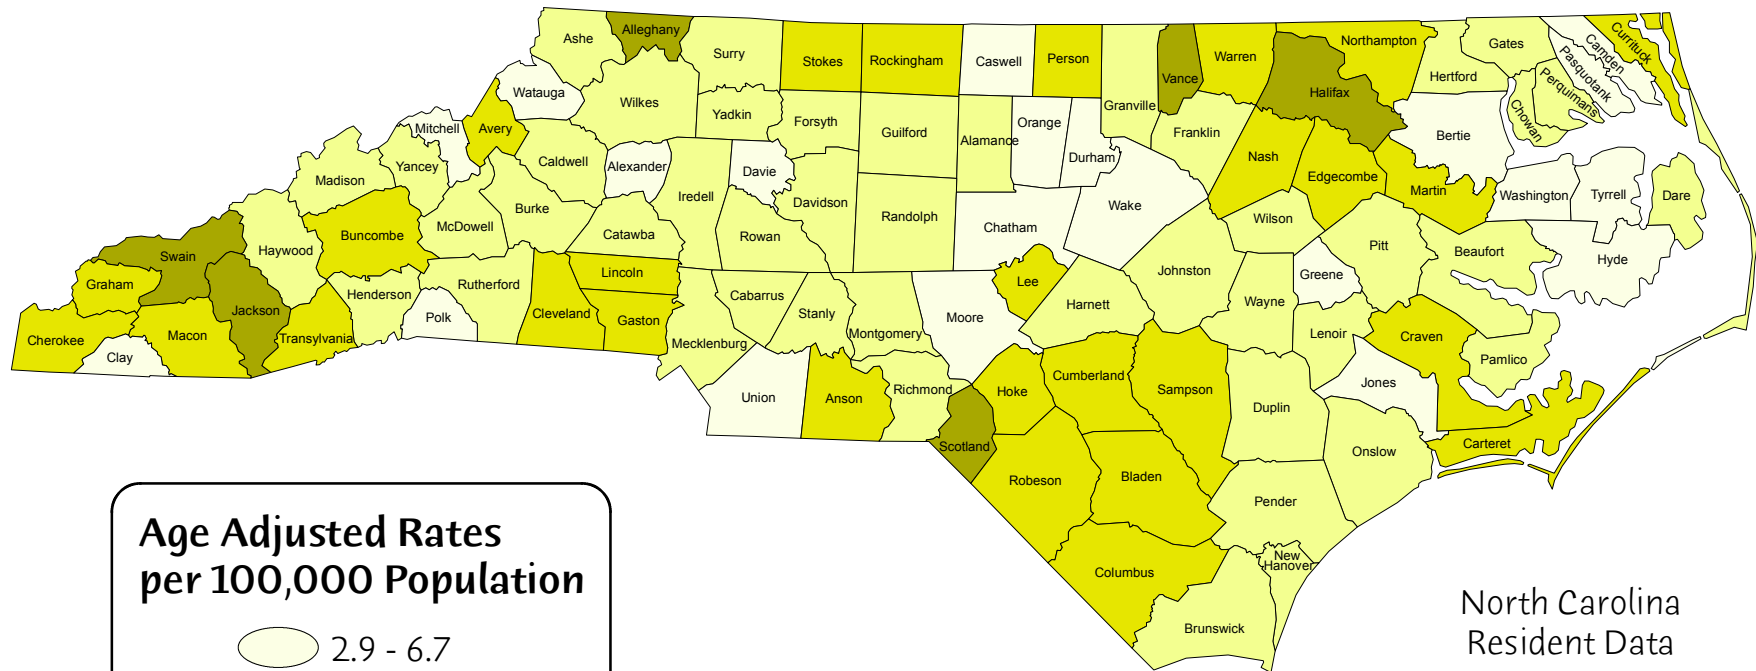 Ashe
Alleghany
Surry
Stokes
Rockingham
Caswell
Person
Vance
Warren
Northampton
Gates
Camden
Currituck
Pasquotank
Perquimans
Chowan
Hertford
Halifax
Granville
Watauga
Wilkes
Yadkin
Forsyth
Guilford
Alamance
Orange
Durham
Franklin
Bertie
Mitchell
Avery
Caldwell
Alexander
Davie
Iredell
Nash
Edgecombe
Martin
Washington
Tyrrell
Dare
Madison
Yancey
Burke
McDowell
Catawba
Rowan
Davidson
Randolph
Chatham
Wake
Wilson
Pitt
Beaufort
Hyde
Swain
Haywood
Buncombe
Graham
Jackson
Henderson
Rutherford
Polk
Cleveland
Lincoln
Gaston
Cabarrus
Stanly
Montgomery
Moore
Lee
Harnett
Johnston
Wayne
Greene
Lenoir
Craven
Pamlico
Cherokee
Clay
Macon
Transylvania
Mecklenburg
Union
Anson
Richmond
Hoke
Cumberland
Sampson
Duplin
Jones
Scotland
Robeson
Bladen
Onslow
Carteret
Pender
Columbus
New
Hanover
Brunswick
Age Adjusted Rates
per 100,000 Population
2.9 - 6.7
North Carolina
Resident Data